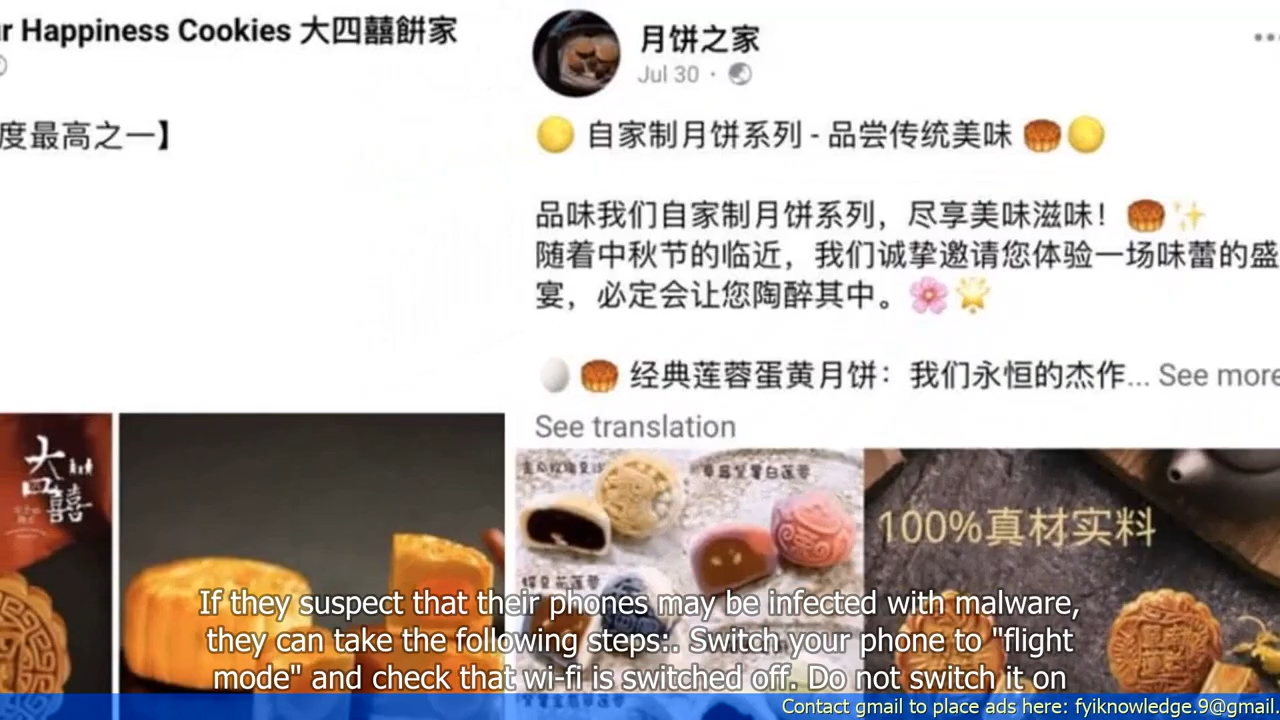 r Happiness Cookies 大四囍餅家
度最高之一】
月饼之家
Jul 30 ·
自家制月饼系列 - 品尝传统美味
品味我们自家制月饼系列，尽享美味滋味！
随着中秋节的临近，我们诚挚邀请您体验一场味蕾的盛
宴，必定会让您陶醉其中。
经典莲蓉蛋黄月饼：我们永恒的杰作... See more
See translation
大四囍
100%真材实料
If they suspect that their phones may be infected with malware,
they can take the following steps:. Switch your phone to "flight
mode" and check that wi-fi is switched off. Do not switch it on
Contact gmail to place ads here: fyiknowledge.9@gmail.